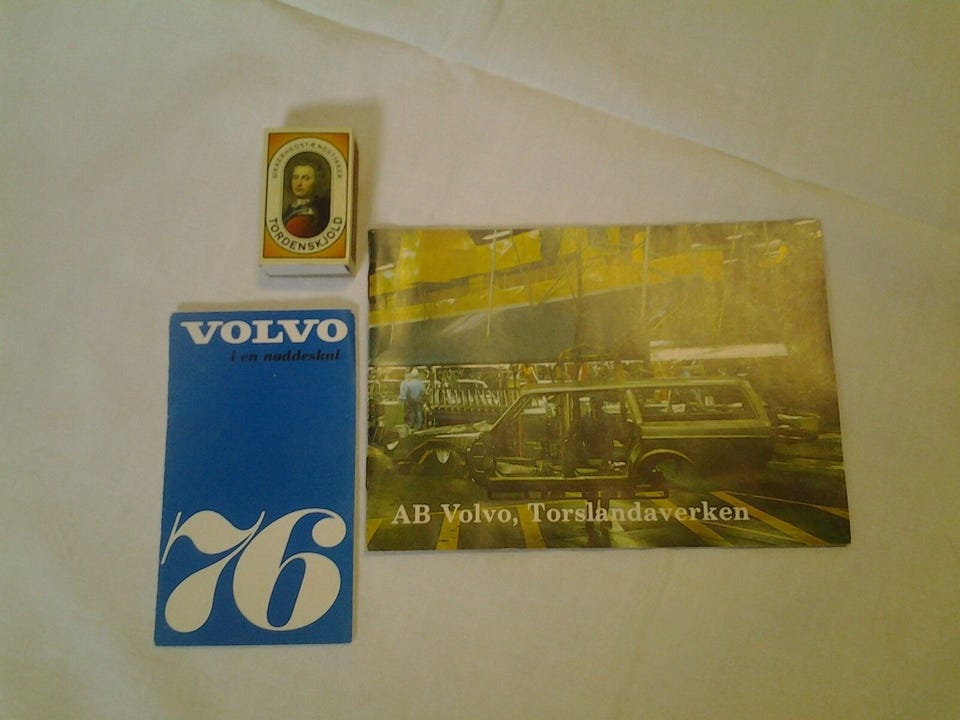 SIKKERHEDSTÆNDSTIKKER
TORDENSKJOLD
VOLVO
i en nøddeskal
76
AB Volvo, Torslandaverken